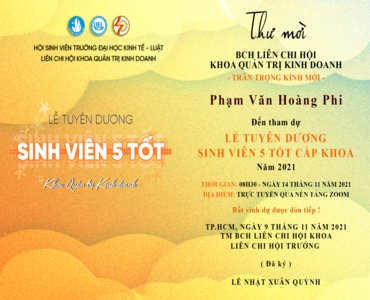 HỘI SINH VIÊN TRƯỜNG ĐẠI HỌC KINH TẾ - LUẬT
LIÊN CHI HỘI KHOA QUẢN TRỊ KINH DOANH
LỄ TUYÊN DƯƠNG
SINH VIÊN 5 TỐT
Khoa Quản trị Kinh doanh
Thư mời
BCH LIÊN CHI HỘI
KHOA QUẢN TRỊ KINH DOANH
- TRÂN TRỌNG KÍNH MỜI -
Phạm Văn Hoàng Phi
Đến tham dự
LỄ TUYÊN DƯƠNG
SINH VIÊN 5 TỐT CẤP KHOA
Năm 2021
THỜI GIAN: 08H30 - NGÀY 14 THÁNG 11 NĂM 2021
ĐỊA ĐIỂM: TRỰC TUYẾN QUA NỀN TẢNG ZOOM
Rất vinh dự được đón tiếp !
TP.HCM, NGÀY 9 THÁNG 11 NĂM 2021
TM BCH LIÊN CHI HỘI KHOA
LIÊN CHI HỘI TRƯỞNG
( Đã ký )
LÊ NHẬT XUÂN QUỲNH